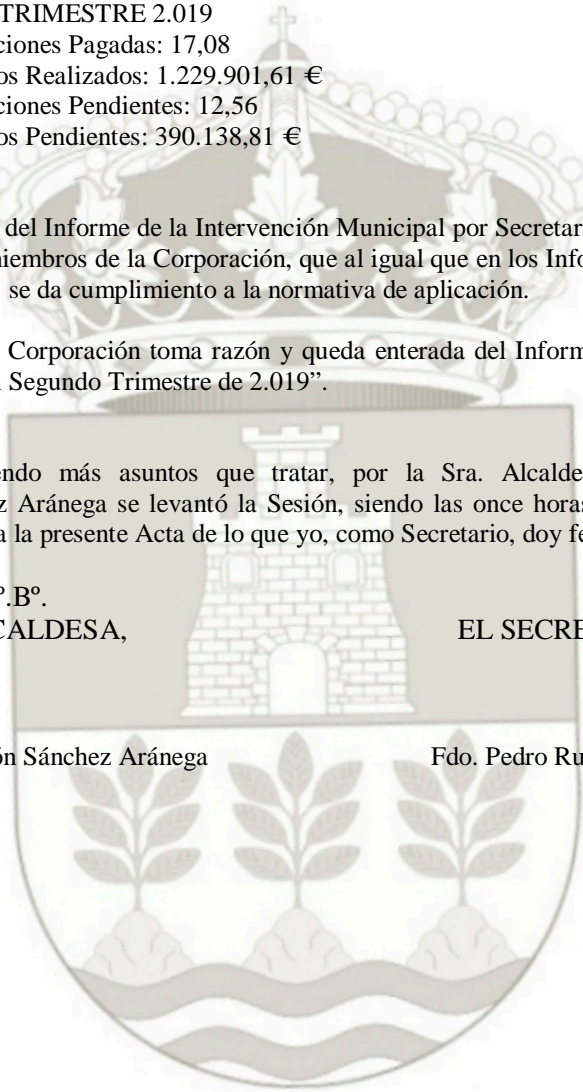 TRIMESTRE 2.019
ciones Pagadas: 17,08
os Realizados: 1.229.901,61 €
ciones Pendientes: 12,56
os Pendientes: 390.138,81 €
del Informe de la Intervención Municipal por Secretar
niembros de la Corporación, que al igual que en los Info
se da cumplimiento a la normativa de aplicación.
Corporación toma razón y queda enterada del Inform
Segundo Trimestre de 2.019”.
endo más asuntos que tratar, por la Sra. Alcalde
z Aránega se levantó la Sesión, siendo las once horas
a la presente Acta de lo que yo, como Secretario, doy fe
º.Bº.
CALDESA, EL SECRE
ón Sánchez Aránega Fdo. Pedro Ru